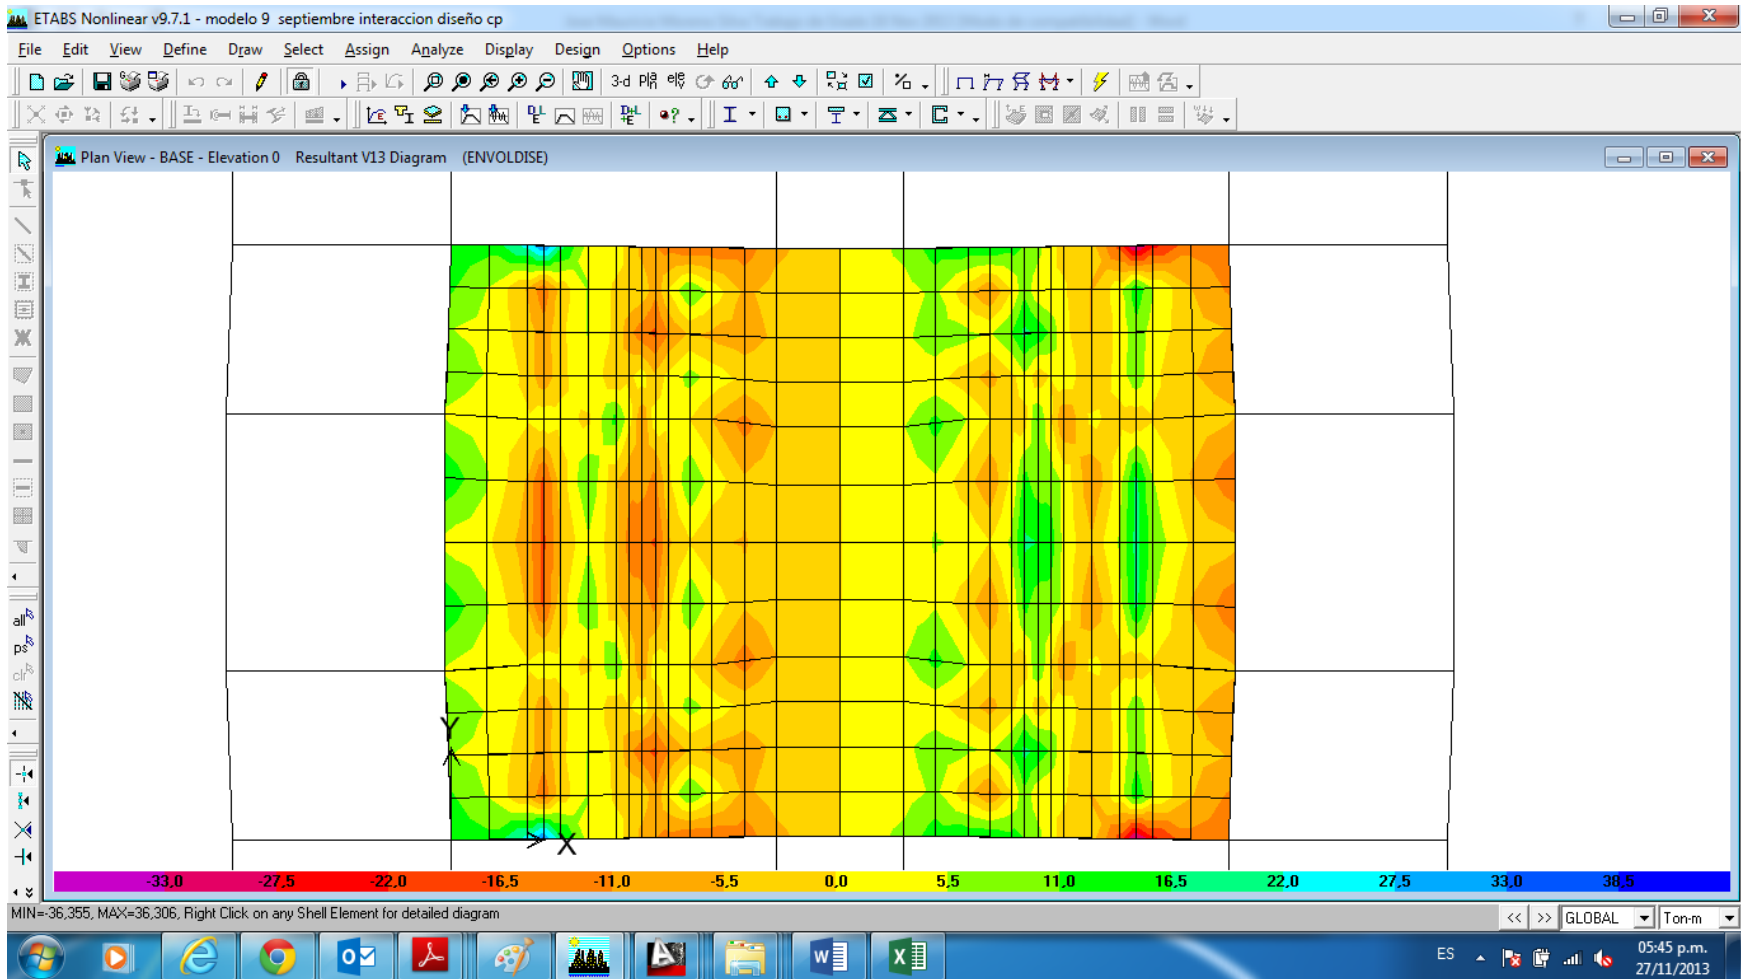 ETABS Nonlinear v9.7.1 - modelo 9 septiembre interaccion diseño cp
File Edit View Define Draw Select Assign Analyze Display Design Options Help
3-d
Plan View - BASE - Elevation 0 Resultant V13 Diagram (ENVOLDISE)
all
ps
clr
Y
X
-33,0 -27,5 -22,0 -16,5 -11,0 -5,5 0,0 5,5 11,0 16,5 22,0 27,5 33,0 38,5
MIN=-36,355, MAX=36,306, Right Click on any Shell Element for detailed diagram
<< >> GLOBAL Ton-m
ES
05:45 p.m.
27/11/2013